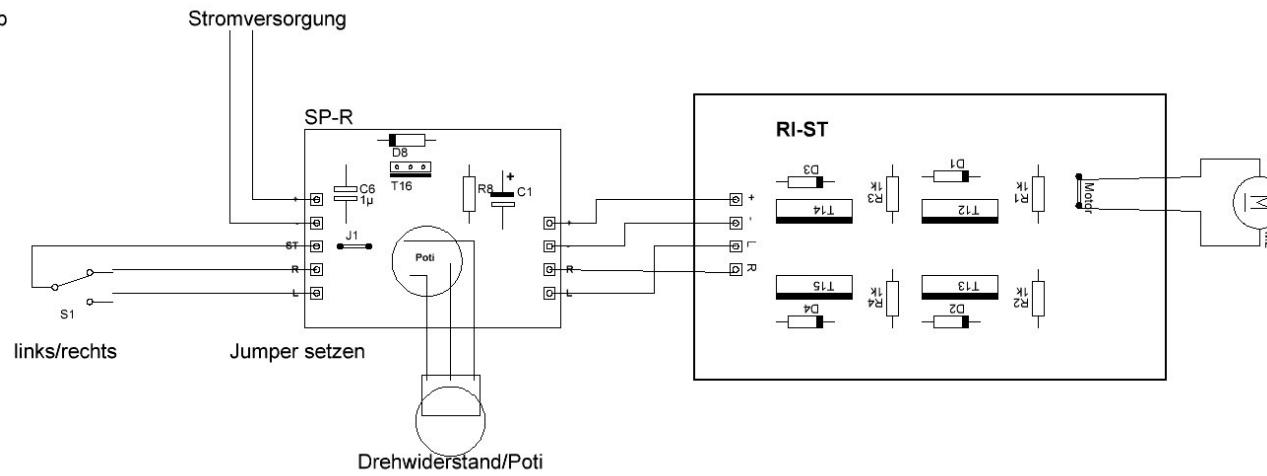 Stromversorgung
SP-R
D8
T16
C6
1µ
R8
+
C1
J1
Poti
+
-
ST
R
L
+
-
R
L
S1
links/rechts
Jumper setzen
Drehwiderstand/Poti
RI-ST
+
-
L
R
D3
T14
R3
1k
D1
T12
R1
1k
Motor
T15
D4
R4
1k
T13
D2
R2
1k
M